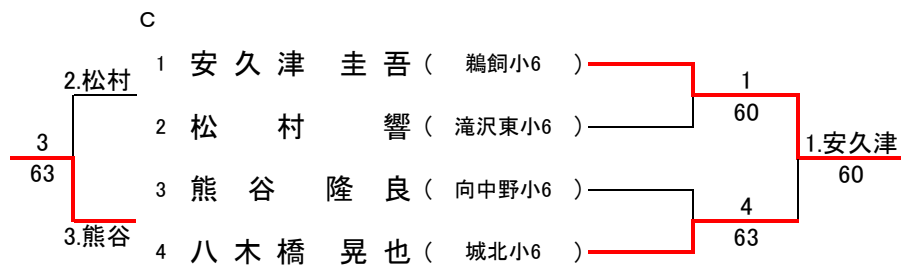 C
1 安久津 圭吾 ( 鵜飼小6 )
2.松村
1
60
2 松村 響 ( 滝沢東小6 )
3
63
1.安久津
60
3 熊谷 隆良 ( 向中野小6 )
4
63
3.熊谷
4 八木橋 晃也 ( 城北小6 )